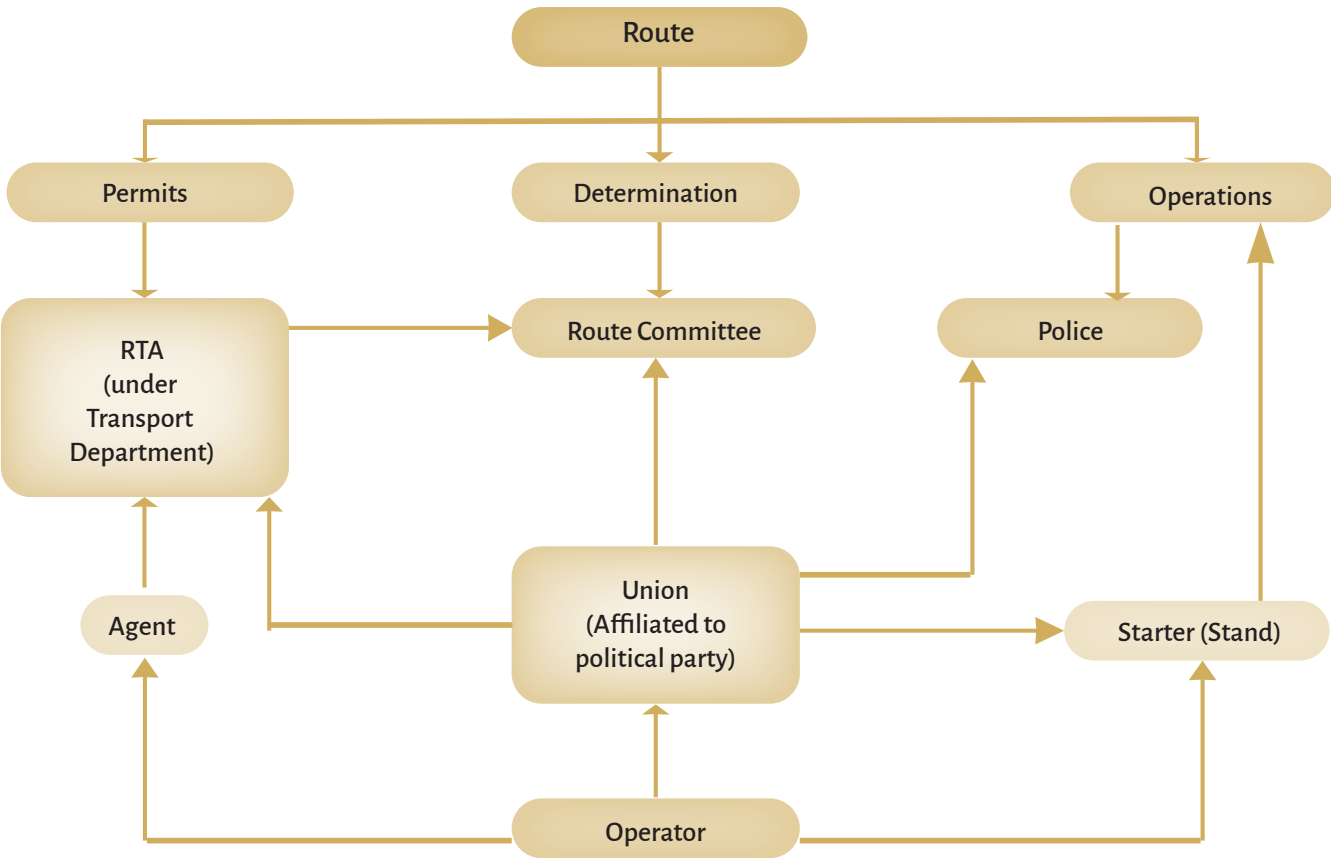 Route
Permits
Determination
Operations
RTA
(under
Transport
Department)
Route Committee
Police
Agent
Union
(Affiliated to
political party)
Starter (Stand)
Operator